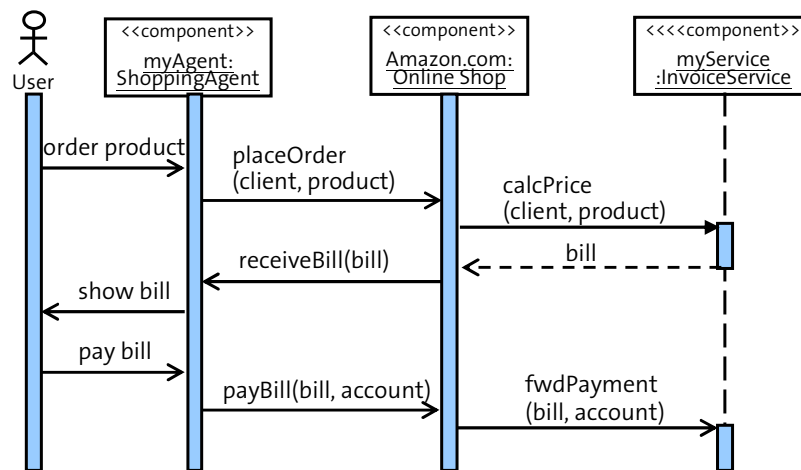 <<component>>
myAgent:
ShoppingAgent
<<component>>
Amazon.com:
Online Shop
<<<<component>>
myService
:InvoiceService
User
order product
placeOrder
(client, product)
calcPrice
(client, product)
receiveBill(bill)
bill
show bill
pay bill
payBill(bill, account)
fwdPayment
(bill, account)